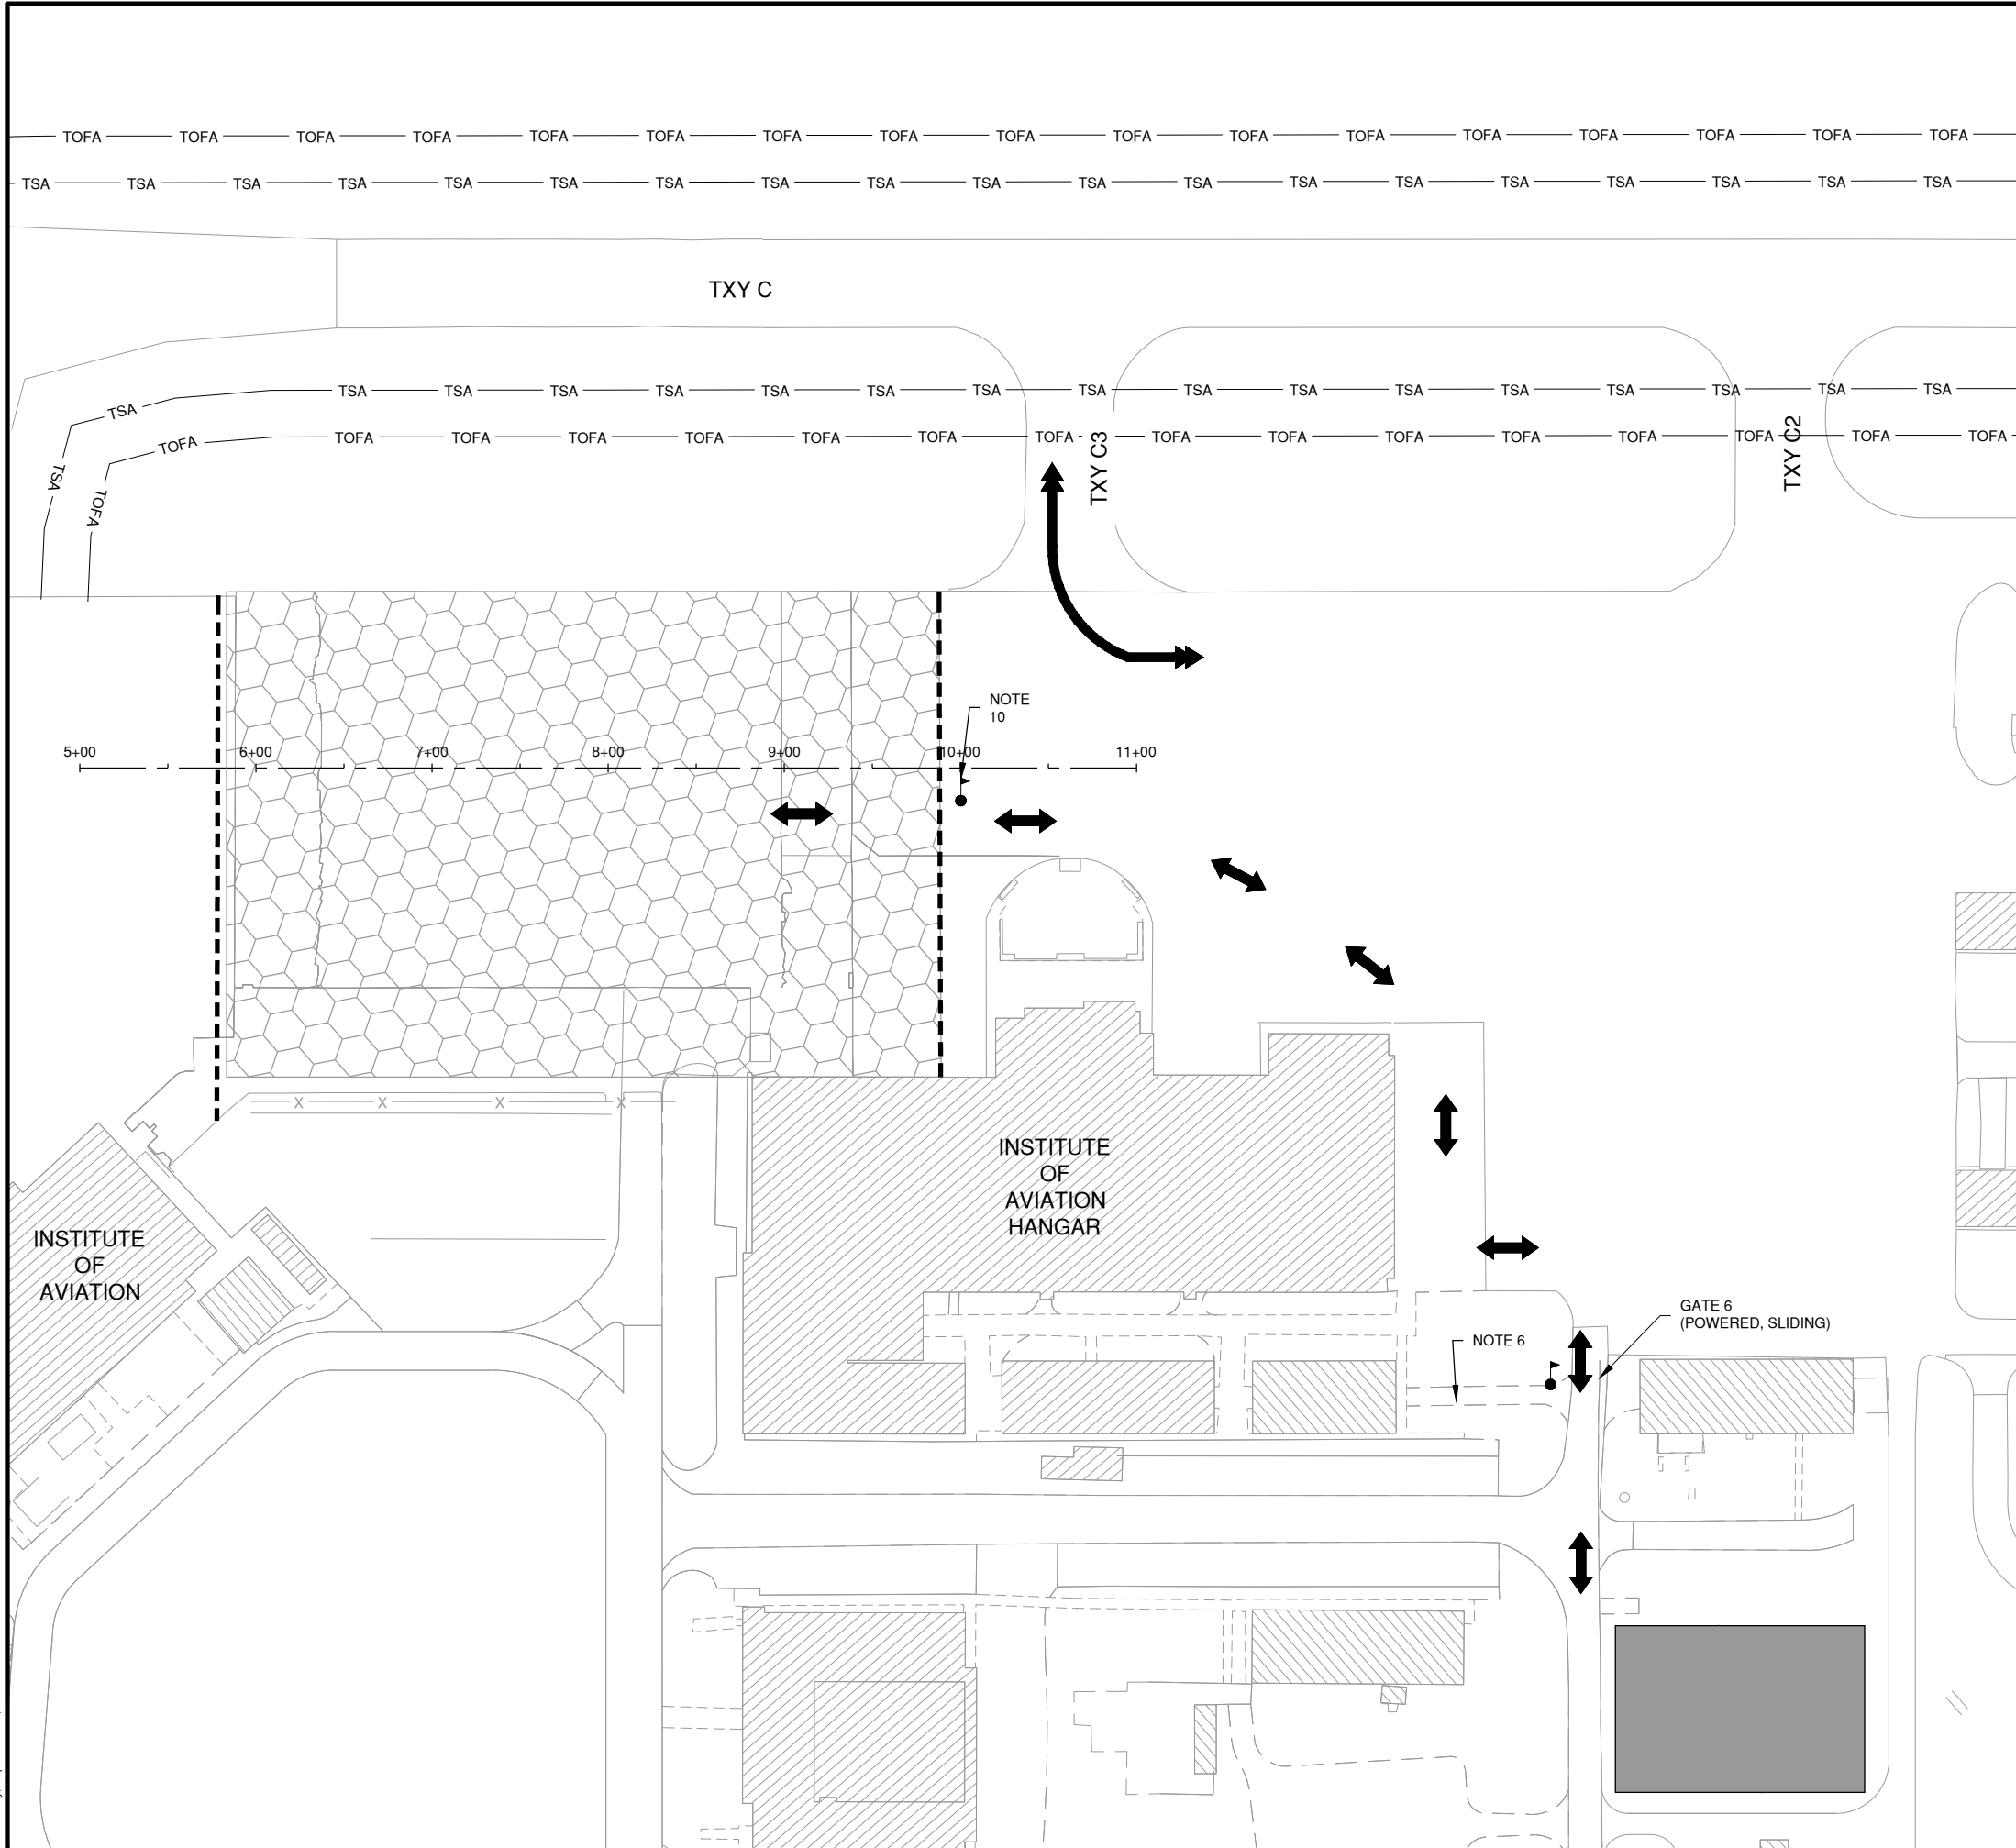 TOFA TOFA TOFA TOFA TOFA TOFA TOFA TOFA TOFA TOFA TOFA TOFA TOFA TOFA TOFA TOFA TOFA
TSA TSA TSA TSA TSA TSA TSA TSA TSA TSA TSA TSA TSA TSA TSA TSA TSA TSA TSA
TXY C
TSA TSA TSA TSA TSA TSA TSA TSA TSA TSA TSA TSA TSA TSA TSA TSA
TSA
TOFA
TOFA TOFA TOFA TOFA TOFA TOFA TOFA TOFA TOFA TOFA TOFA TOFA TOFA TOFA TOFA
TSA
TOFA
TXY C3
TXY C2
NOTE
10
5+00 6+00 7+00 8+00 9+00 10+00 11+00
X X X X
INSTITUTE
OF
AVIATION
HANGAR
INSTITUTE
OF
AVIATION
GATE 6
(POWERED, SLIDING)
NOTE 6